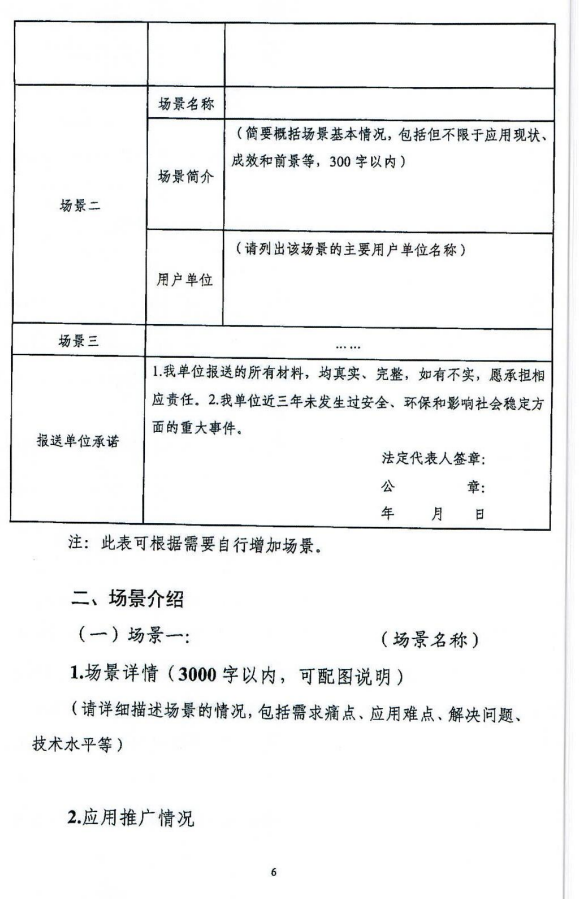 场景名称
场景二
场景简介
（简要概括场景基本情况，包括但不限于应用现状、
成效和前景等，300 字以内）
用户单位
（请列出该场景的主要用户单位名称）
场景三
……
报送单位承诺
1.我单位报送的所有材料，均真实、完整，如有不实，愿承担相
应责任。2.我单位近三年未发生过安全、环保和影响社会稳定方
面的重大事件。
法定代表人签章：
公 章：
年 月 日
注：此表可根据需要自行增加场景。
二、场景介绍
（一）场景一： （场景名称）
1.场景详情（3000 字以内，可配图说明）
（请详细描述场景的情况，包括需求痛点、应用难点、解决问题、
技术水平等）
2.应用推广情况
6